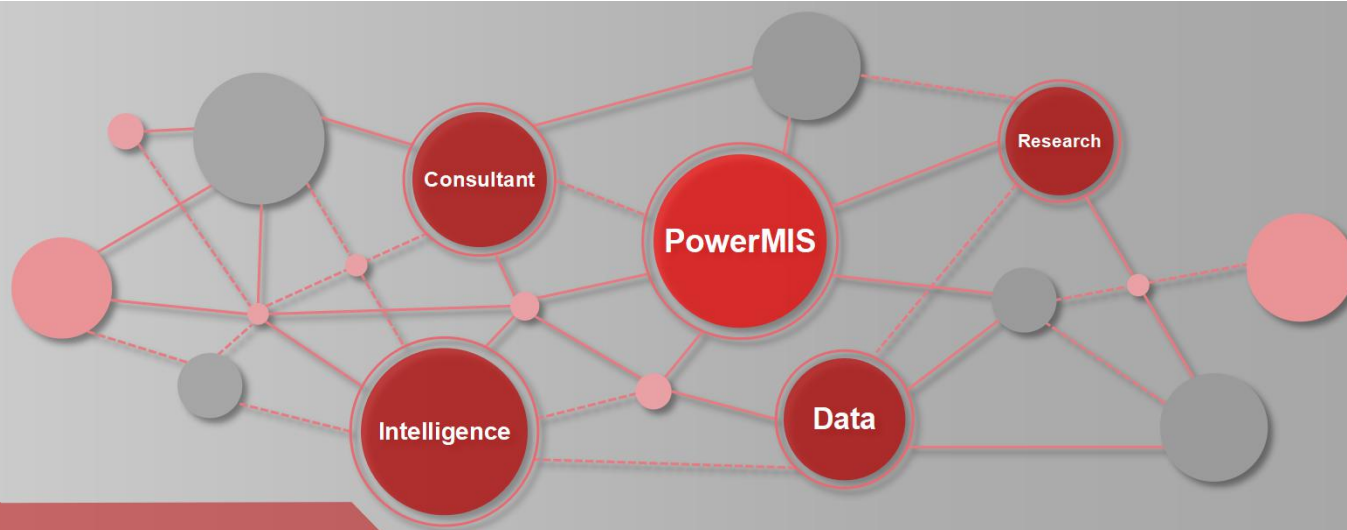 Research
Consultant
PowerMIS
Data
Intelligence